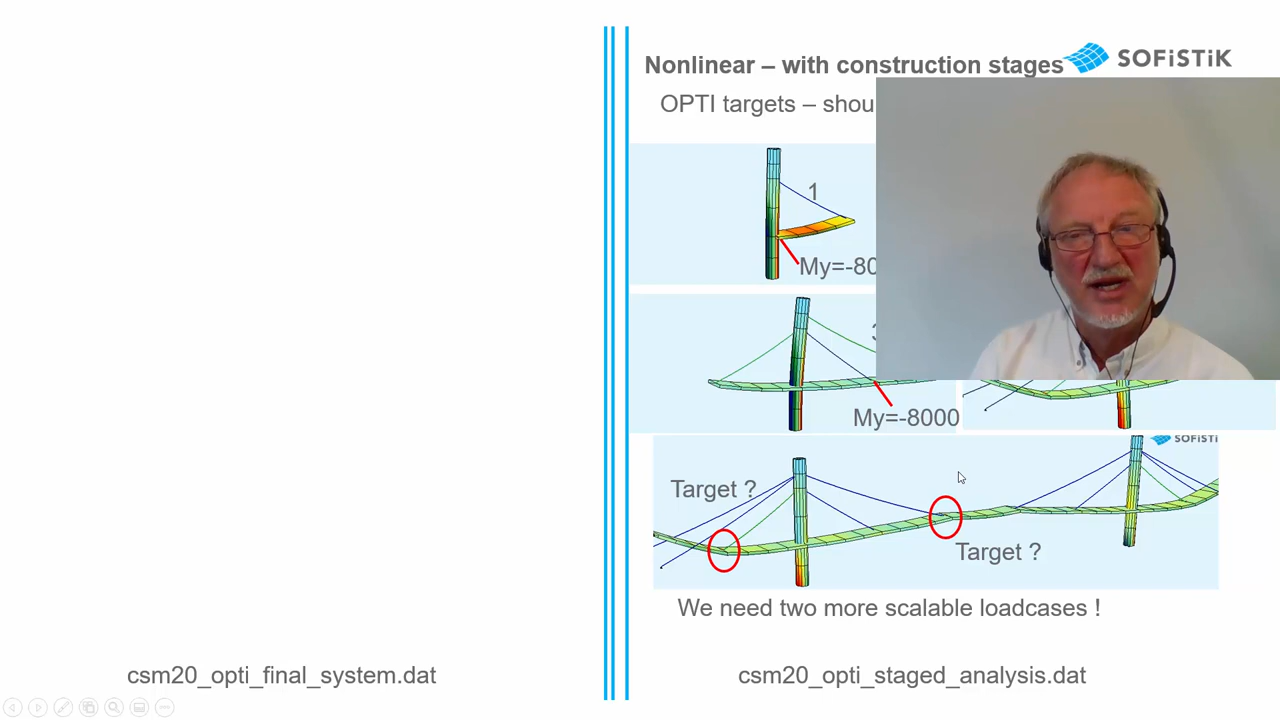 Nonlinear – with construction stages
SOFiSTiK
OPTI targets –
1
My=-80
My=-8000
SOFiSTi
Target ?
Target ?
We need two more scalable loadcases !
csm20_opti_final_system.dat
csm20_opti_staged_analysis.dat